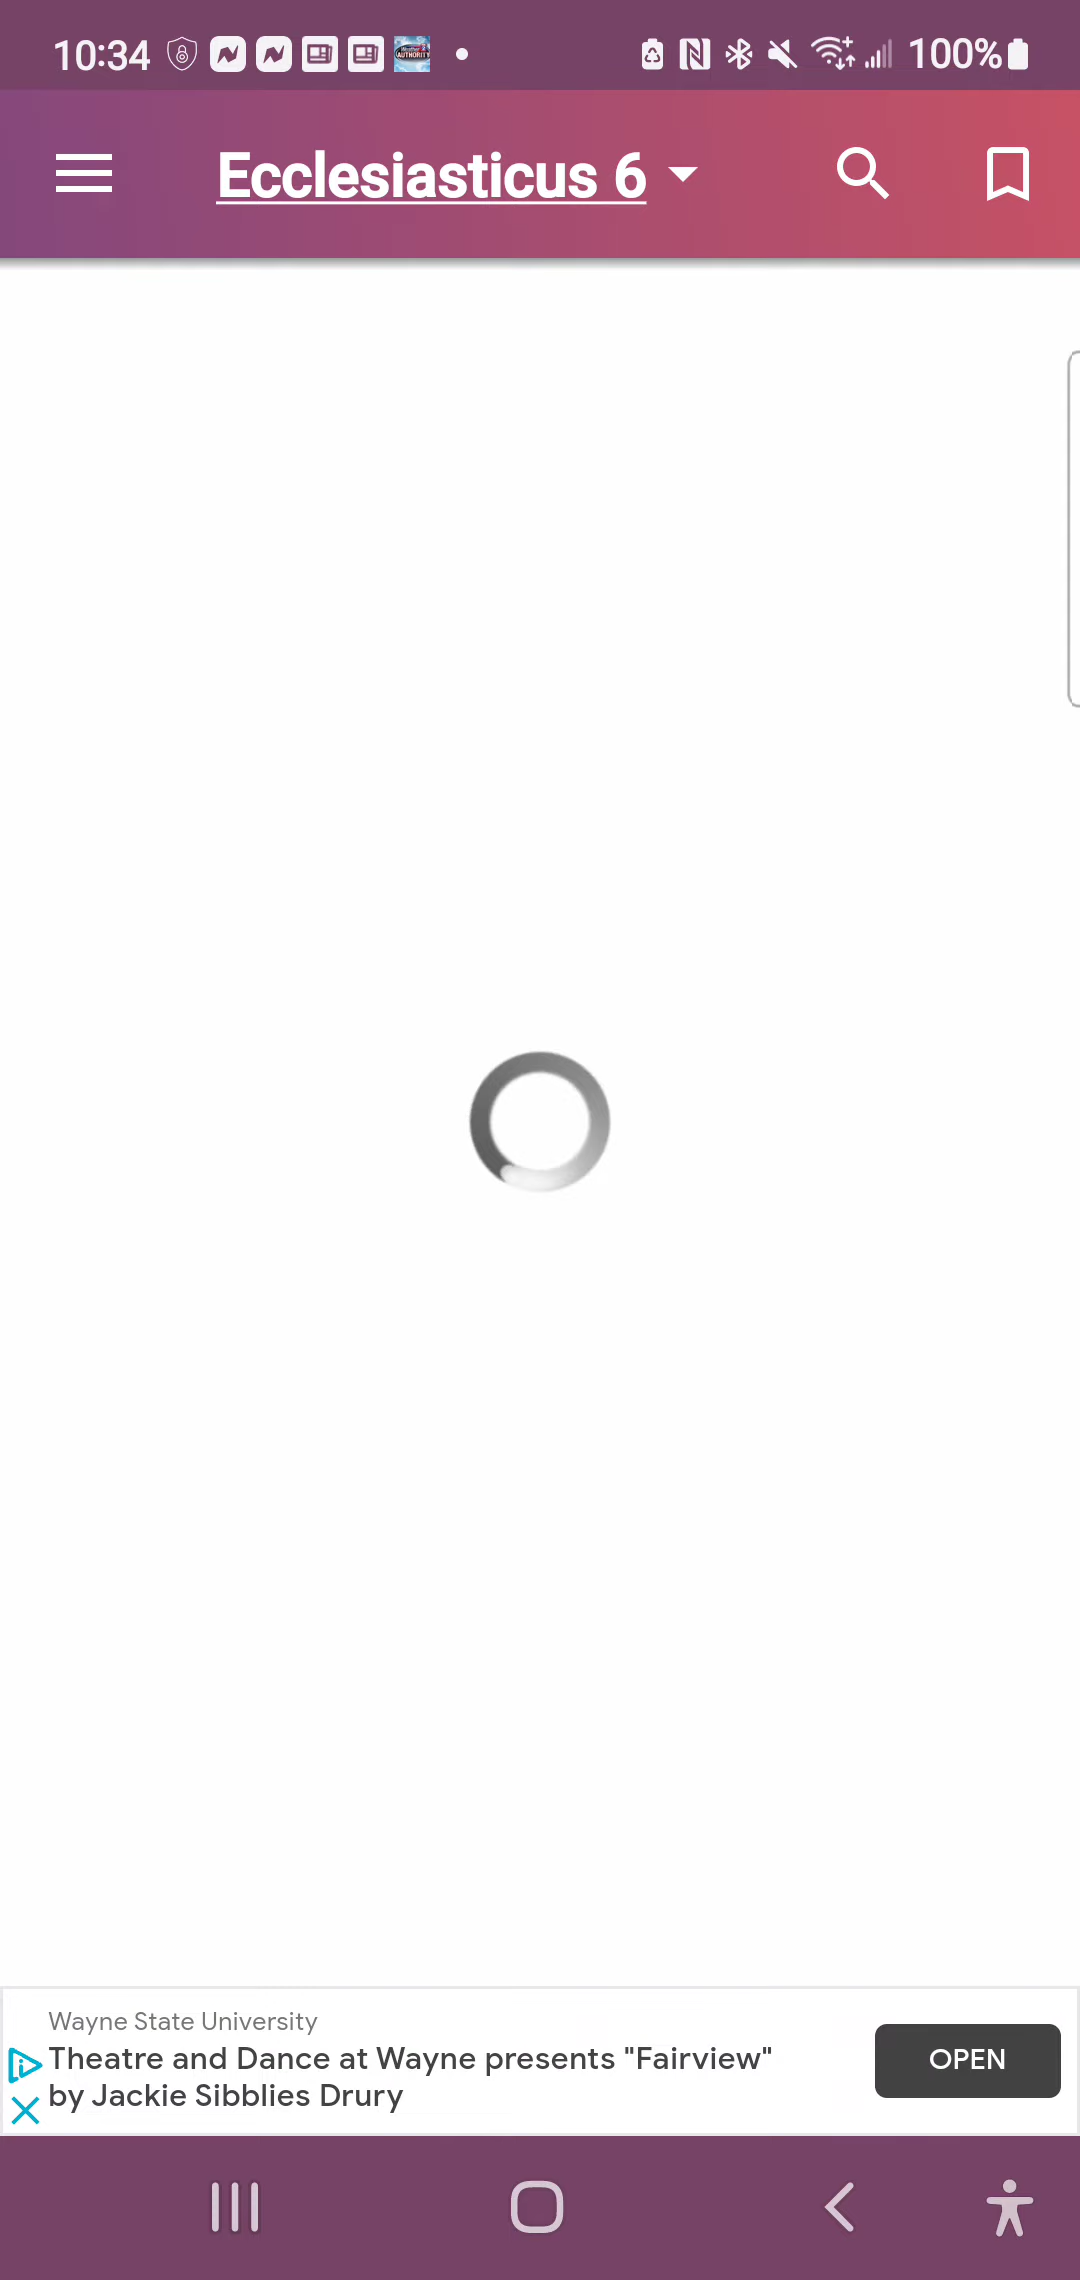 10:34
100%
Ecclesiasticus 6
Wayne State University
Theatre and Dance at Wayne presents "Fairview"
by Jackie Sibblies Drury
OPEN